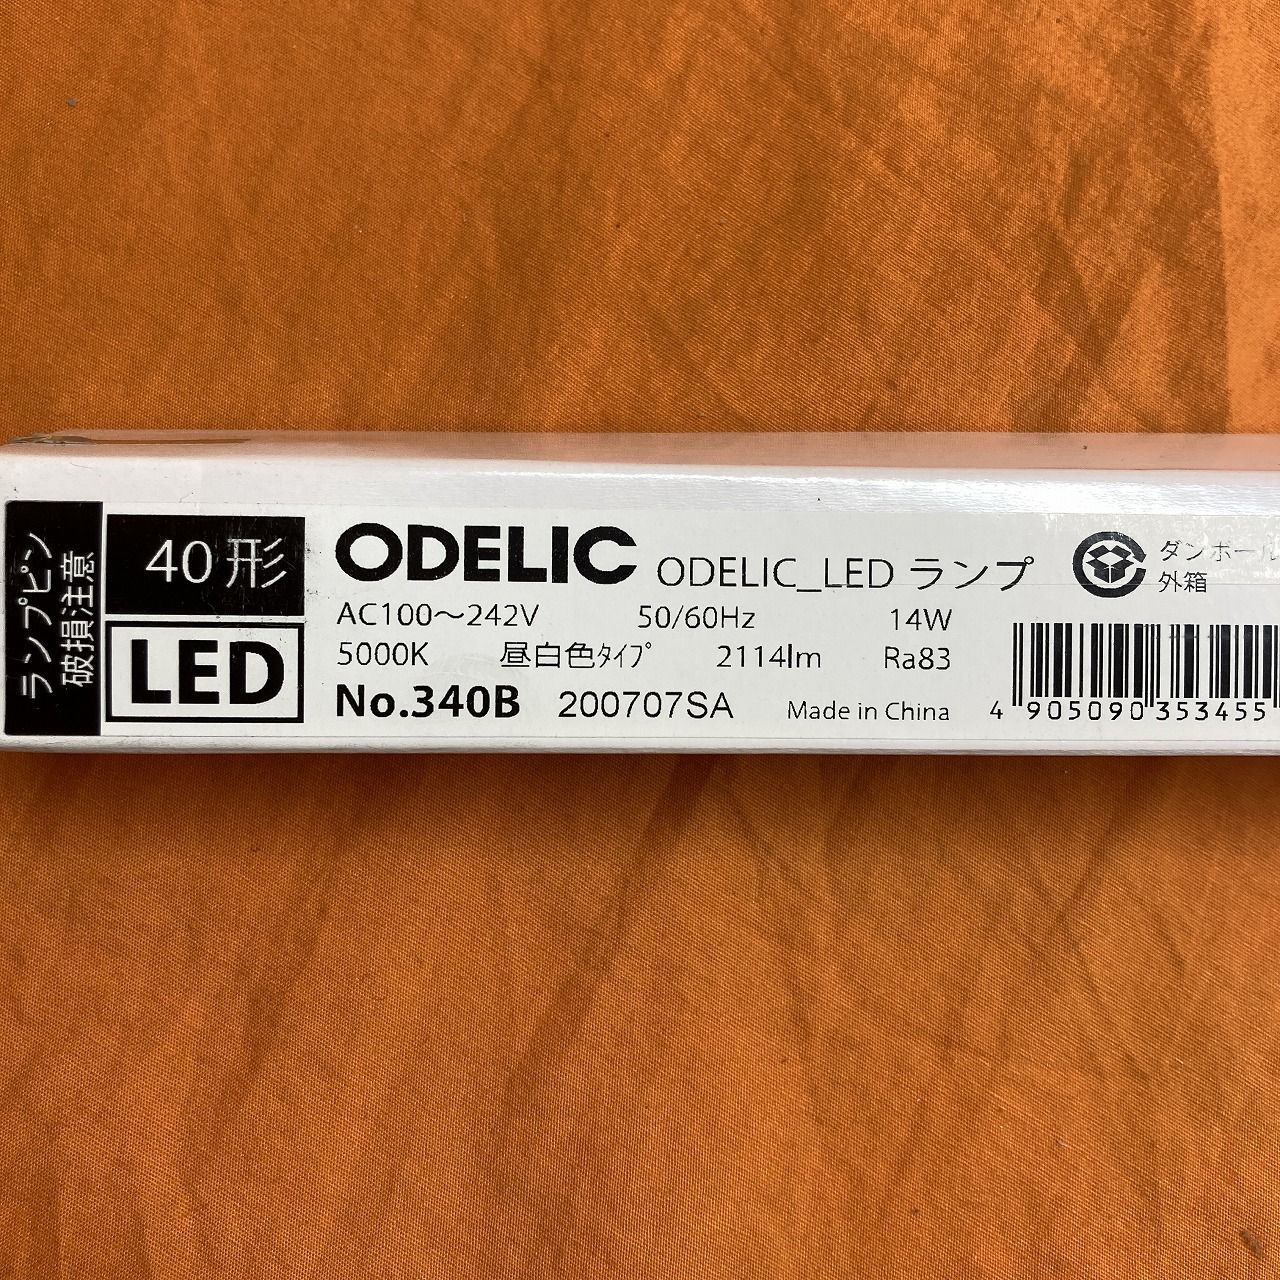 ランプピン
破損注意
40形
LED
ODELIC ODELIC_LED ランプ
AC100～242V 50/60Hz 14W
5000K 昼白色ﾀｲﾌﾟ 2114lm Ra83
No.340B 200707SA Made in China
ダンボール
外箱
4 905090 353455